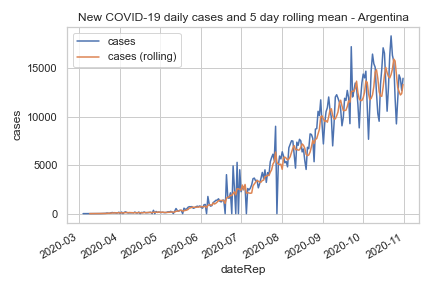 New COVID-19 daily cases and 5 day rolling mean - Argentina
cases
cases (rolling)
15000
10000
5000
0
cases
2020-03
2020-04
2020-05
2020-06
2020-07
2020-08
2020-09
2020-10
2020-11
dateRep